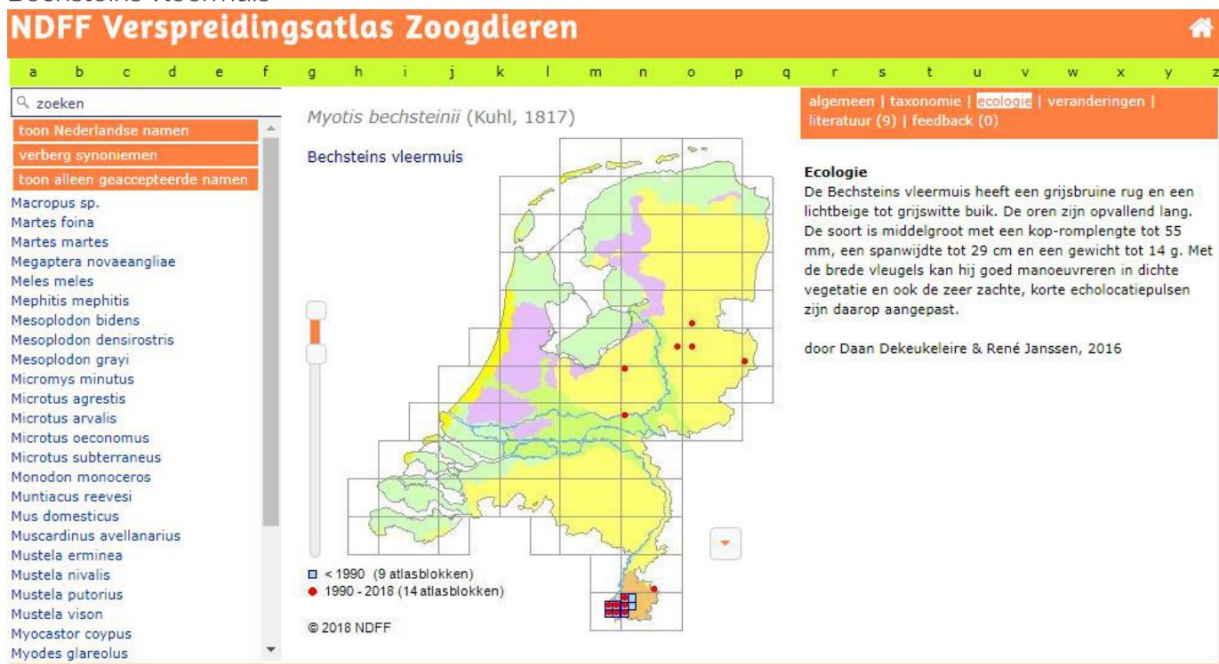 Bechsteins vleermuis
NDFF Verspreidingsatlas Zoogdieren
a b c d e f g h i j k l m n o p q r s t u v w x y z
zoeken
toon Nederlandse namen
verberg synoniemen
toon alleen geaccepteerde namen
Macropus sp.
Martes foina
Martes martes
Megaptera novaeangliae
Meles meles
Mephitis mephitis
Mesoplodon bidens
Mesoplodon densirostris
Mesoplodon grayi
Micromys minutus
Microtus agrestis
Microtus arvalis
Microtus oeconomus
Microtus subterraneus
Monodon monoceros
Muntiacus reevesi
Mus domesticus
Muscardinus avellanarius
Mustela erminea
Mustela nivalis
Mustela putorius
Mustela vison
Myocastor coypus
Myodes glareolus
Myotis bechsteinii (Kuhl, 1817)
Bechsteins vleermuis
< 1990 (9 atlasblokken)
1990 - 2018 (14 atlasblokken)
© 2018 NDFF
algemeen | taxonomie | ecologie | veranderingen |
literatuur (9) | feedback (0)
Ecologie
De Bechsteins vleermuis heeft een grijsbruine rug en een
lichtbeige tot grijswitte buik. De oren zijn opvallend lang.
De soort is middelgroot met een kop-romplengte tot 55
mm, een spanwijdte tot 29 cm en een gewicht tot 14 g. Met
de brede vleugels kan hij goed manoeuvreren in dichte
vegetatie en ook de zeer zachte, korte echolocatiepulsen
zijn daarop aangepast.
door Daan Dekeukeleire & René Janssen, 2016